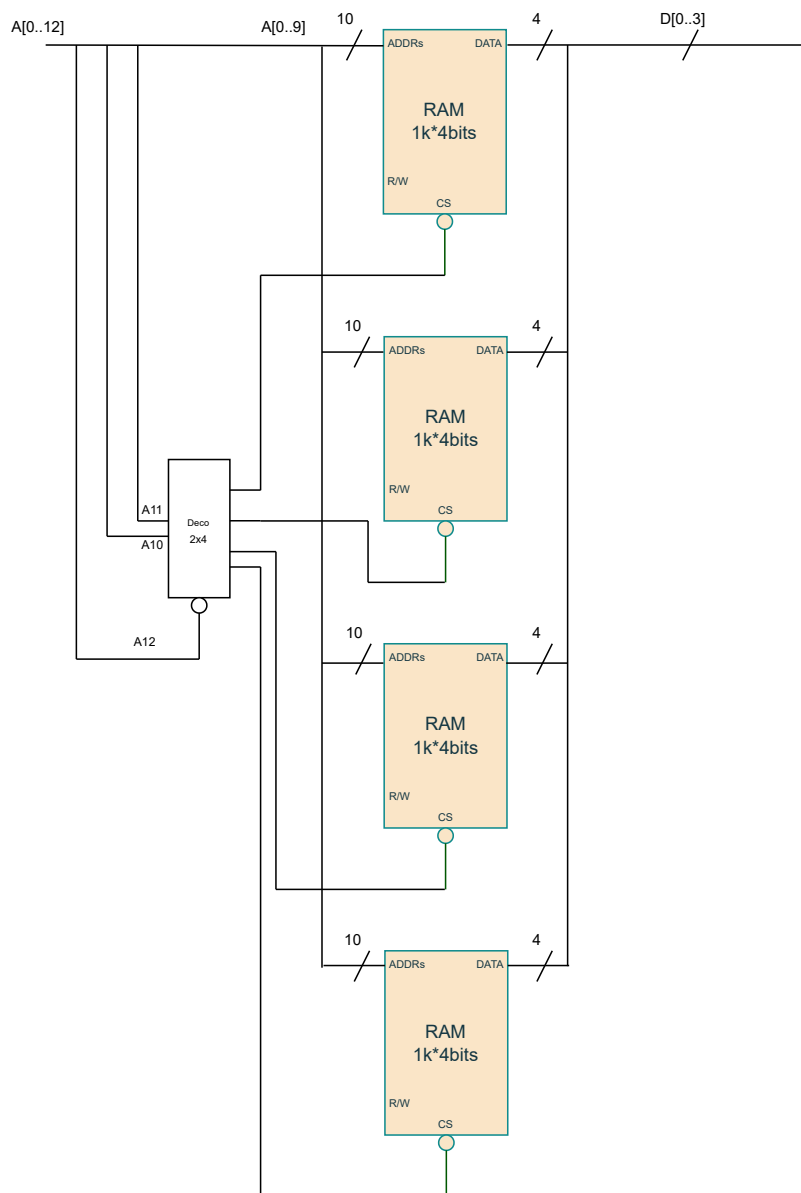 A[0..12]
A[0..9]
10
4
D[0..3]
ADDRs
DATA
RAM
1k*4bits
R/W
CS
10
4
ADDRs
DATA
RAM
1k*4bits
R/W
CS
A11
A10
Deco
2x4
A12
10
4
ADDRs
DATA
RAM
1k*4bits
R/W
CS
10
4
ADDRs
DATA
RAM
1k*4bits
R/W
CS